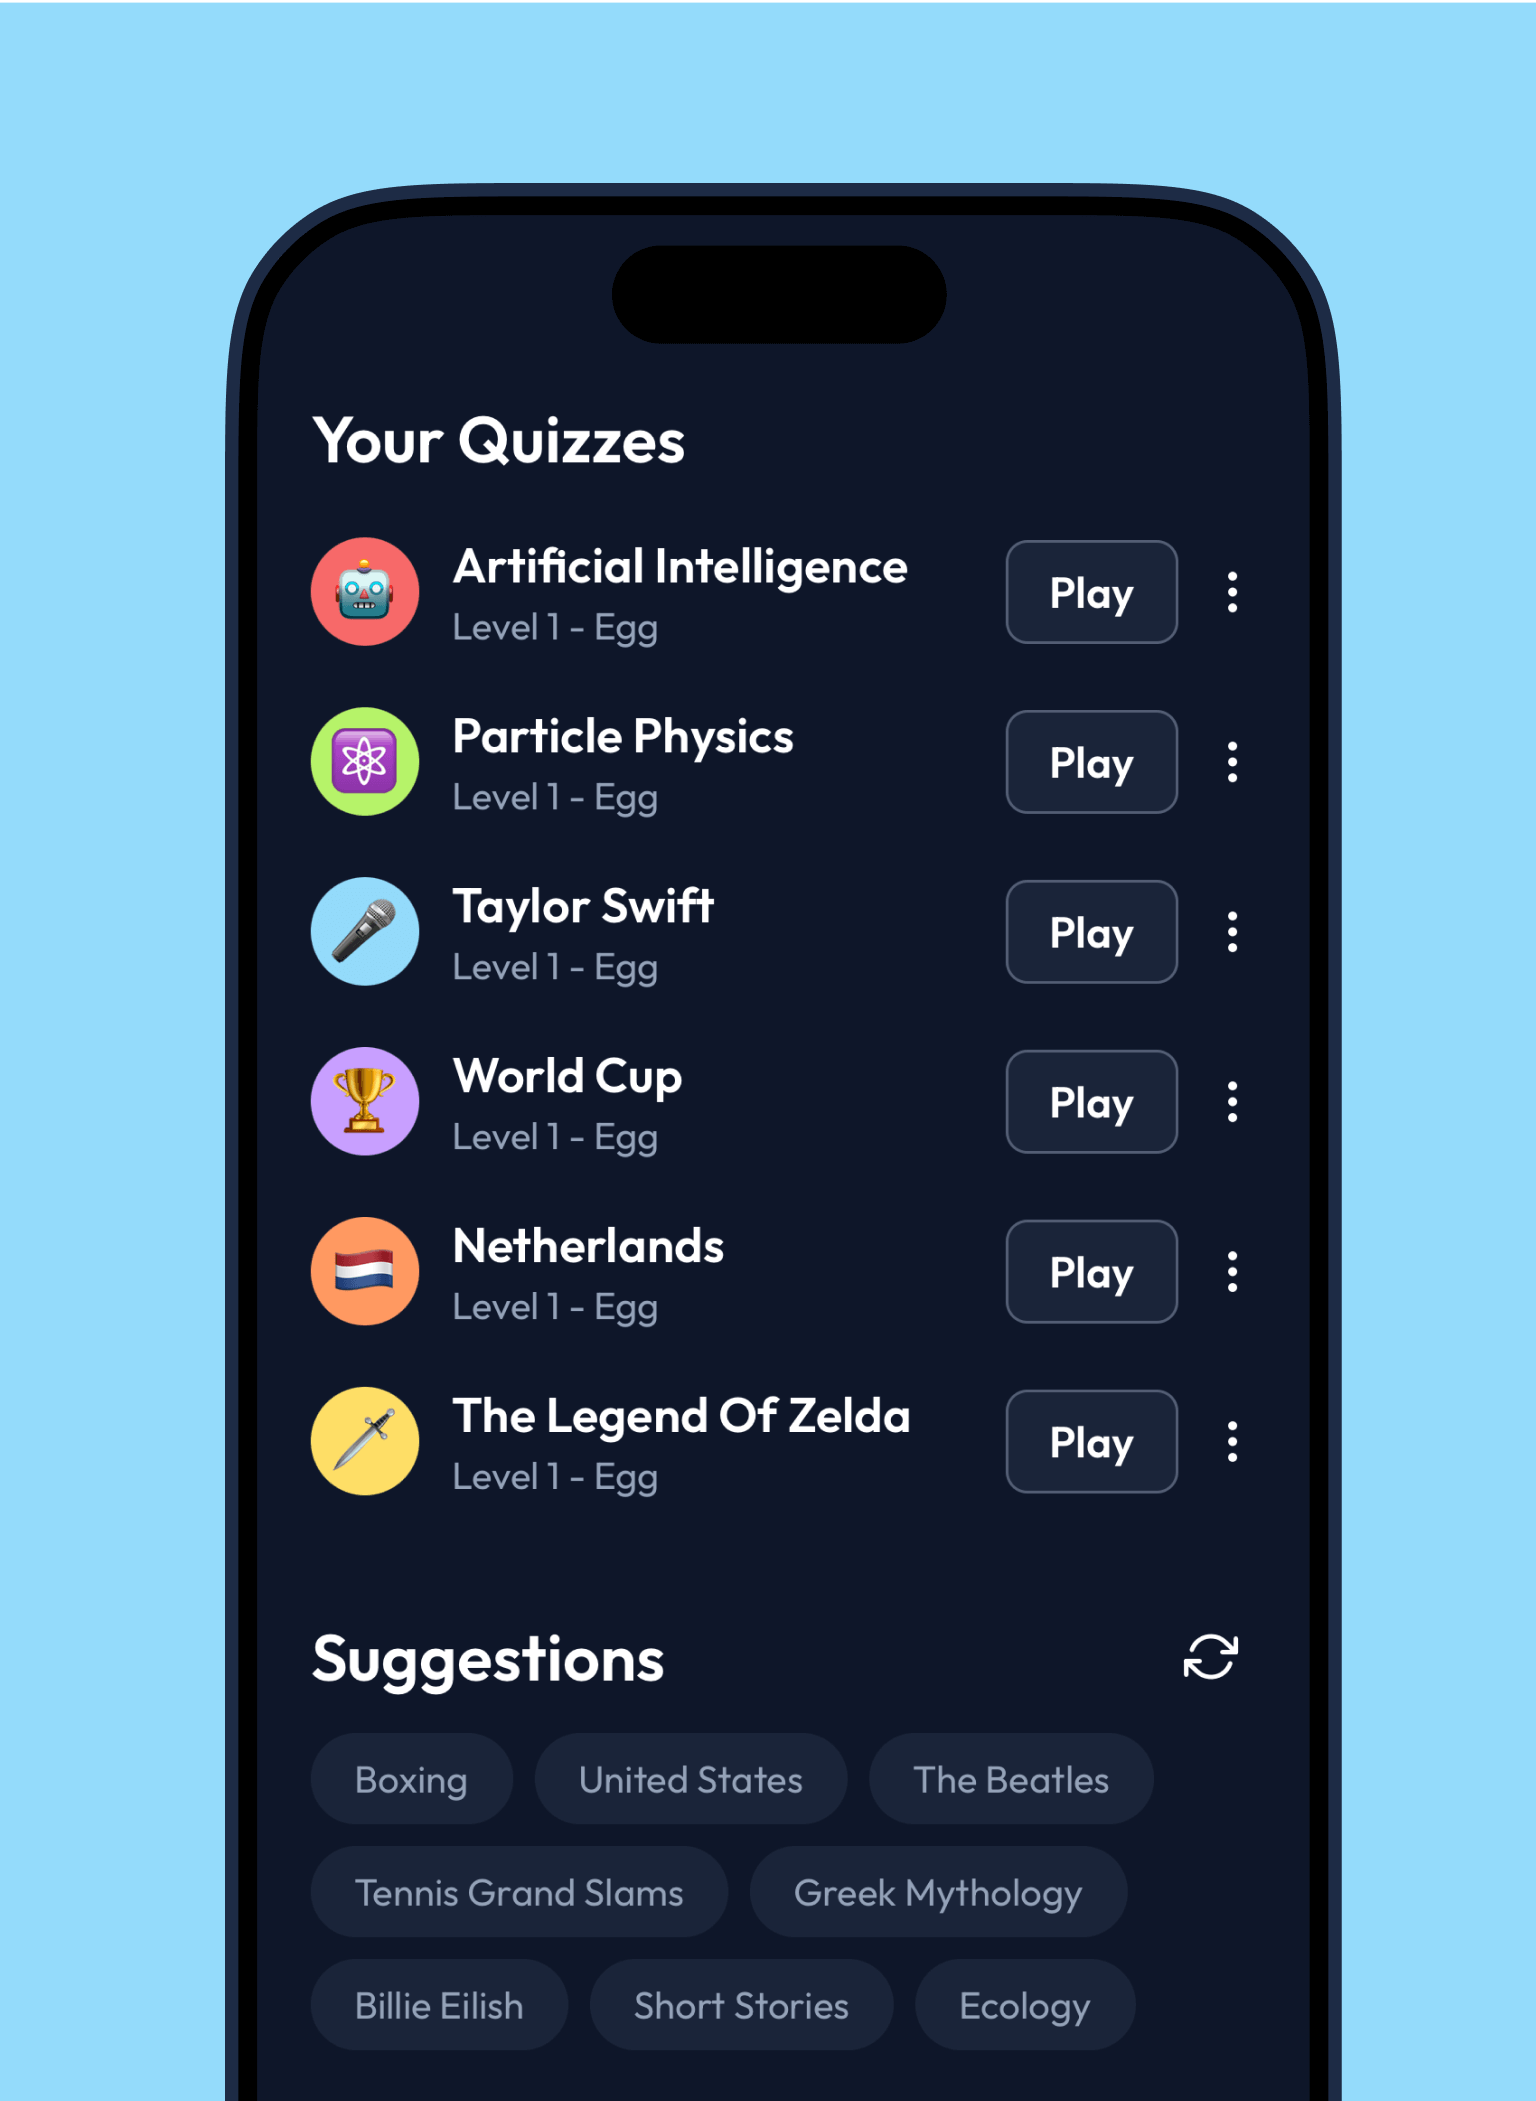 Your Quizzes
Artificial Intelligence
Level 1 - Egg
Play
Particle Physics
Level 1 - Egg
Play
Taylor Swift
Level 1 - Egg
Play
World Cup
Level 1 - Egg
Play
Netherlands
Level 1 - Egg
Play
The Legend Of Zelda
Level 1 - Egg
Play
Suggestions
Boxing
United States
The Beatles
Tennis Grand Slams
Greek Mythology
Billie Eilish
Short Stories
Ecology